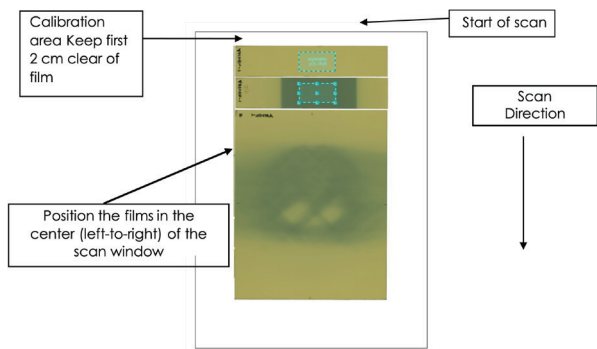 Calibration
area Keep first
2 cm clear of
film
Start of scan
Scan
Direction
Position the films in the
center (left-to-right) of the
scan window